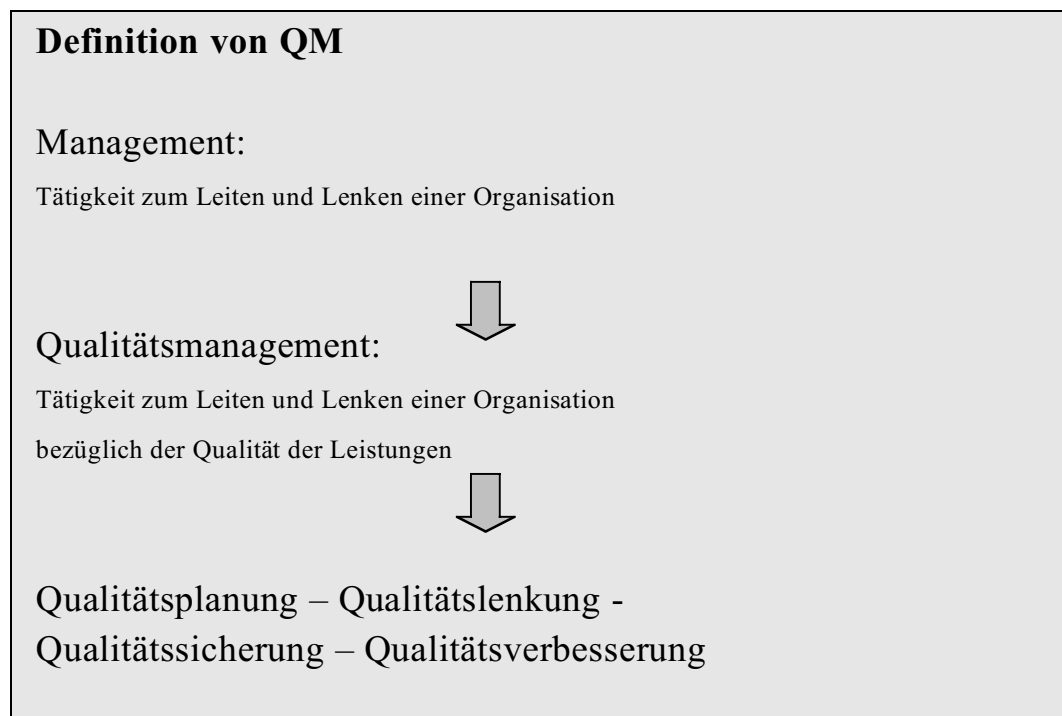 Definition von QM
Management:
Tätigkeit zum Leiten und Lenken einer Organisation
Qualitätsmanagement:
Tätigkeit zum Leiten und Lenken einer Organisation
bezüglich der Qualität der Leistungen
Qualitätsplanung – Qualitätslenkung -
Qualitätssicherung – Qualitätsverbesserung